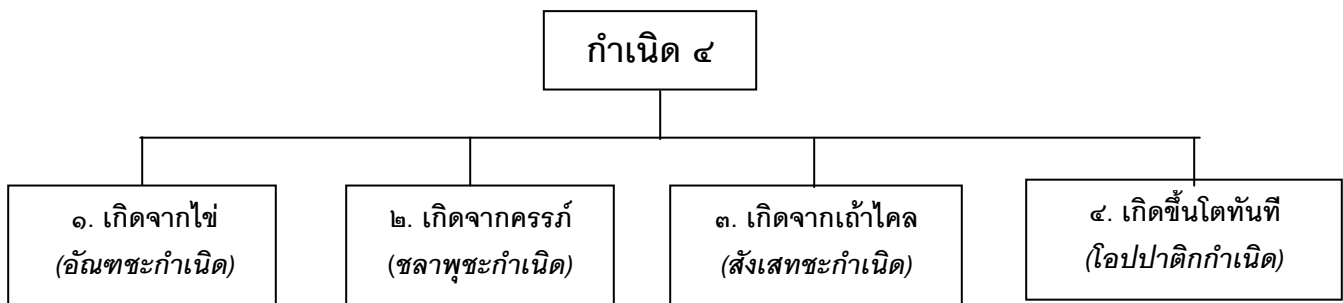 กำเนิด ๔
๑. เกิดจากไข่
(อัณฑชะกำเนิด)
๒. เกิดจากครรภ์
(ชลาพุชะกำเนิด)
๓. เกิดจากเถ้าไคล
(สังเสทชะกำเนิด)
๔. เกิดขึ้นโตทันที
(โอปปาติกกำเนิด)